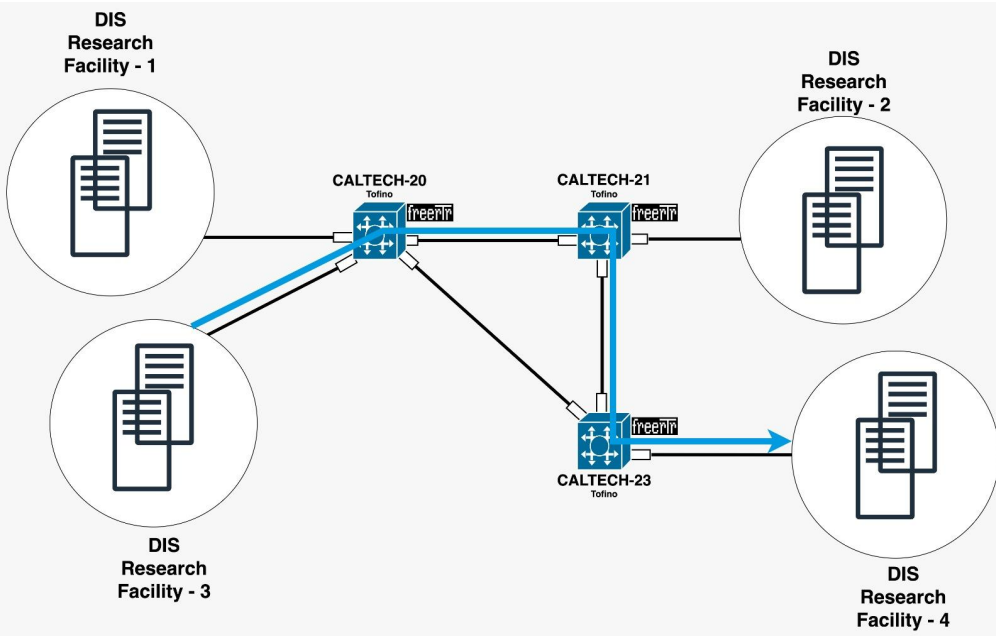 DIS
Research
Facility - 1
DIS
Research
Facility - 2
CALTECH-20
Tofino
freertr
CALTECH-21
Tofino
freertr
freertr
CALTECH-23
Tofino
DIS
Research
Facility - 3
DIS
Research
Facility - 4